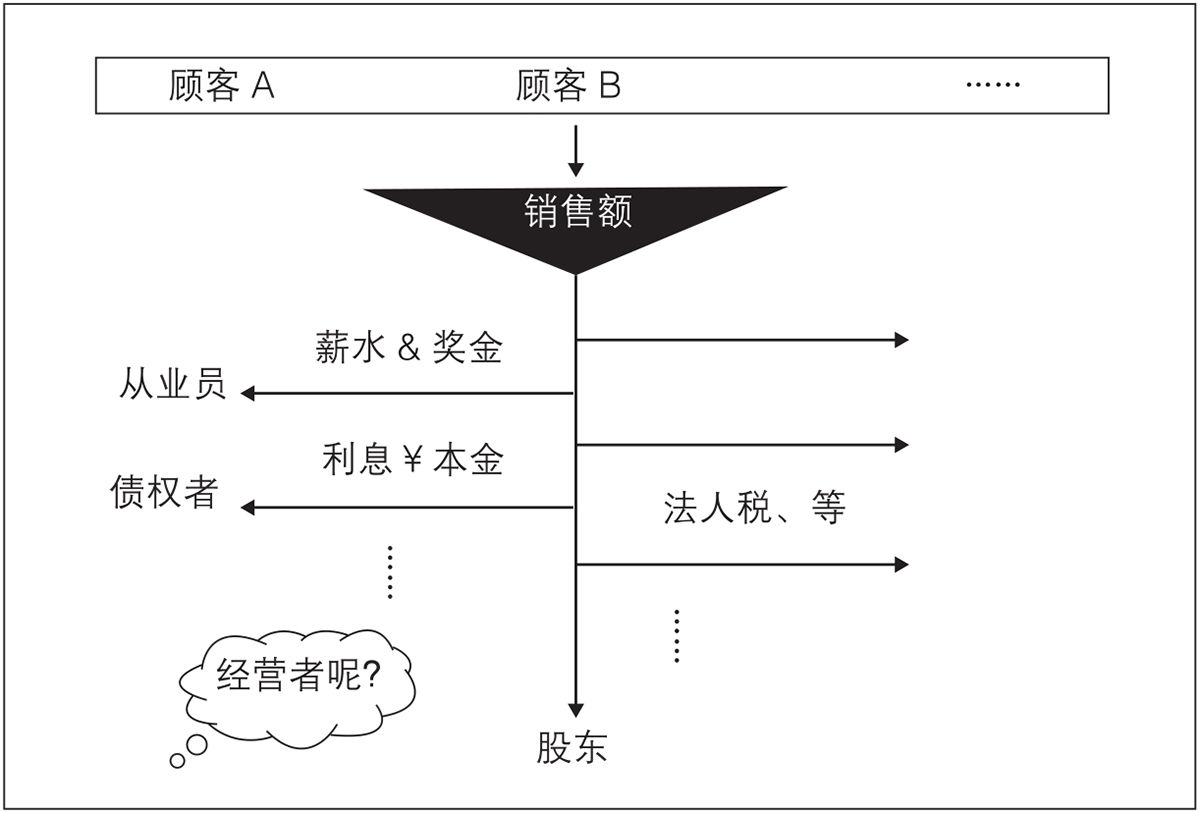 顾客 A 顾客 B ……
销售额
薪水 & 奖金
从业员
利息 ¥ 本金
债权者
法人税、等
……
……
经营者呢?
股东